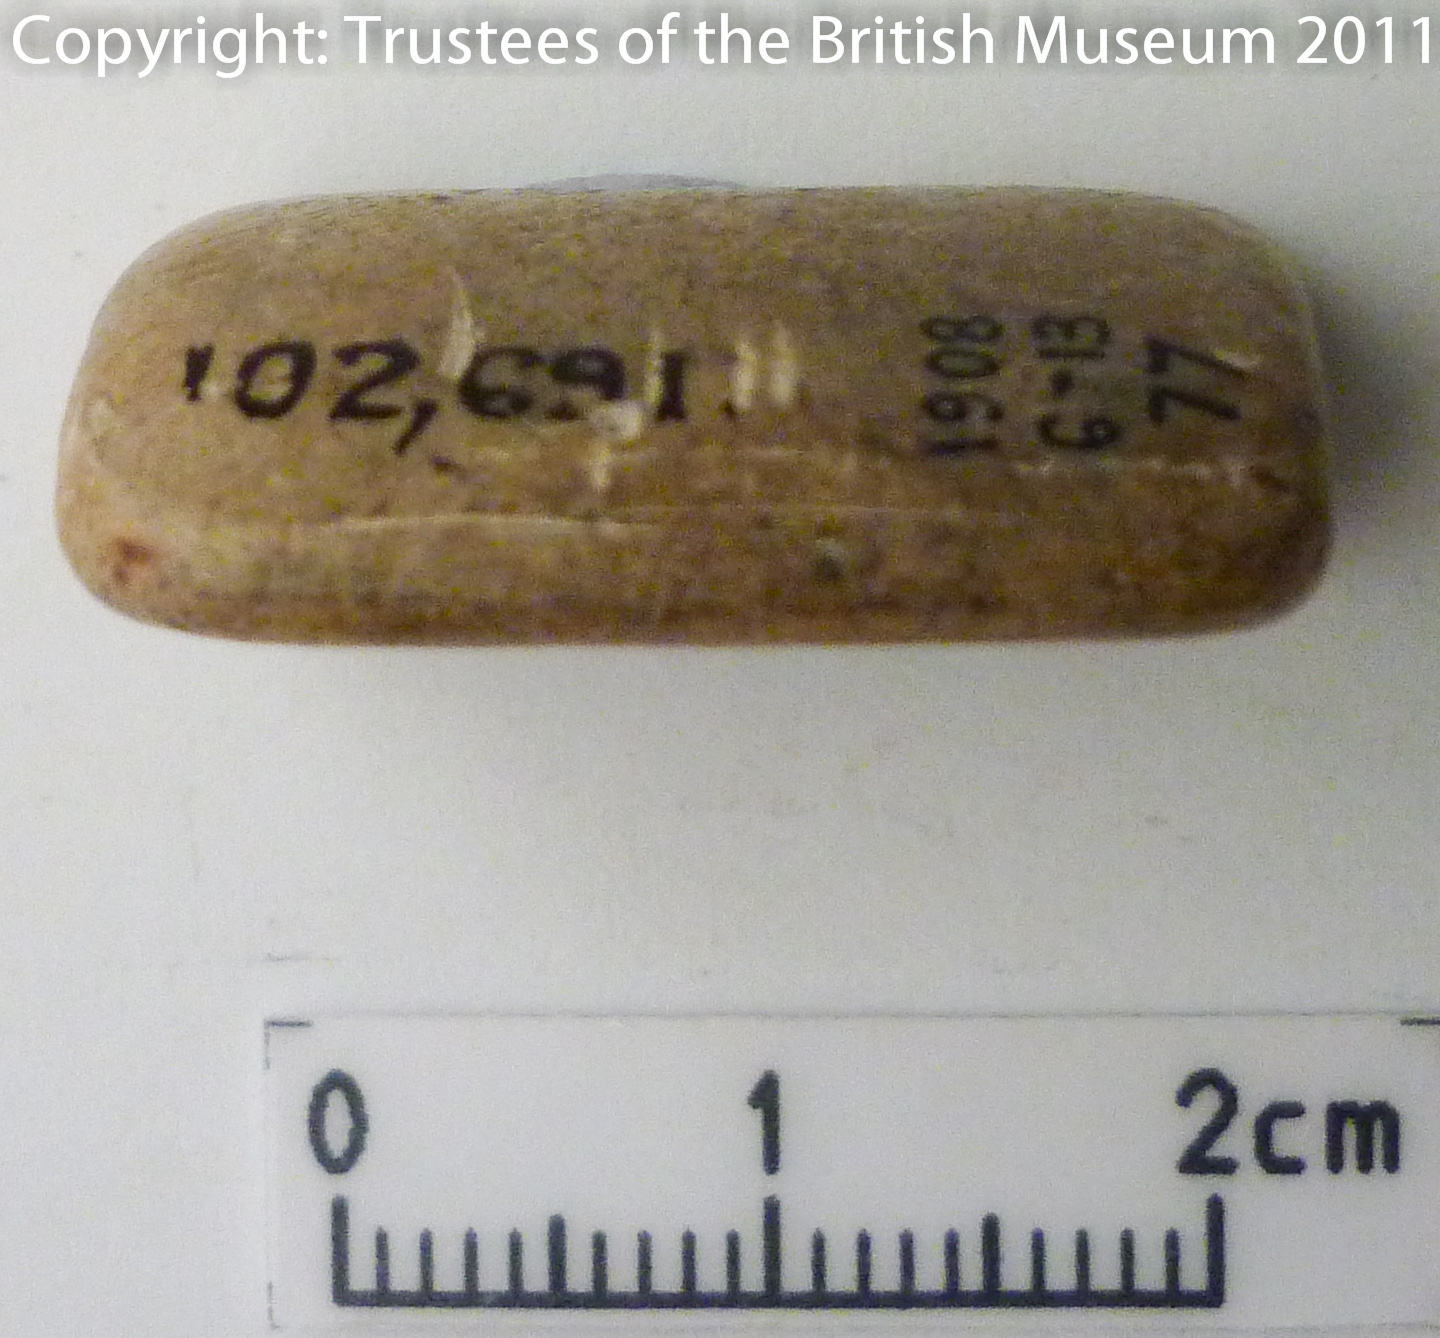 Copyright: Trustees of the British Museum 2011
102,691.
1908
6-13
77
0 1 2cm